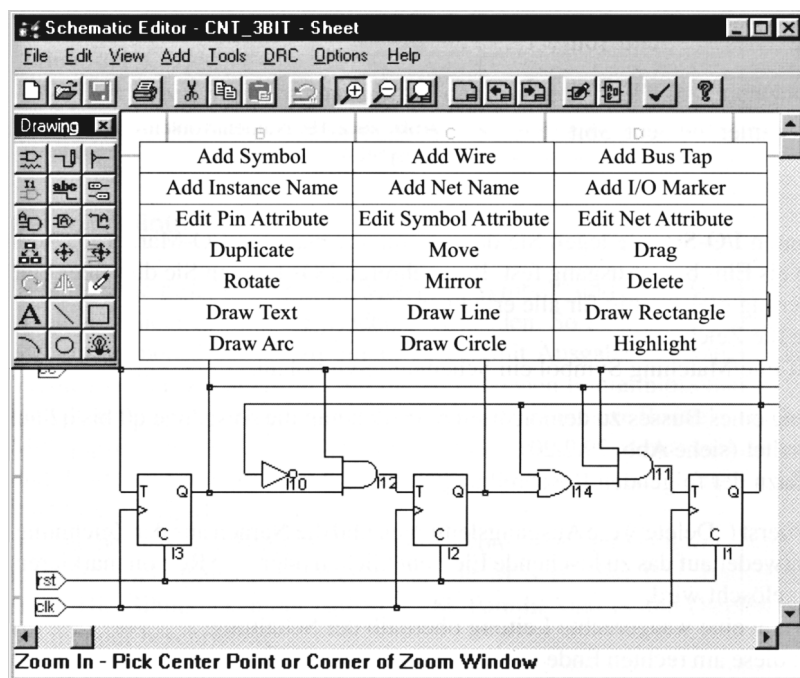 Schematic Editor - CNT_3BIT - Sheet
File Edit View Add Tools DRC Options Help
Drawing
B C D
Add Symbol Add Wire Add Bus Tap
Add Instance Name Add Net Name Add I/O Marker
Edit Pin Attribute Edit Symbol Attribute Edit Net Attribute
Duplicate Move Drag
Rotate Mirror Delete
Draw Text Draw Line Draw Rectangle
Draw Arc Draw Circle Highlight
I10 I12 I14 I11
T Q T Q T Q
C C C
I3 I2 I1
rst
clk
Zoom In - Pick Center Point or Corner of Zoom Window